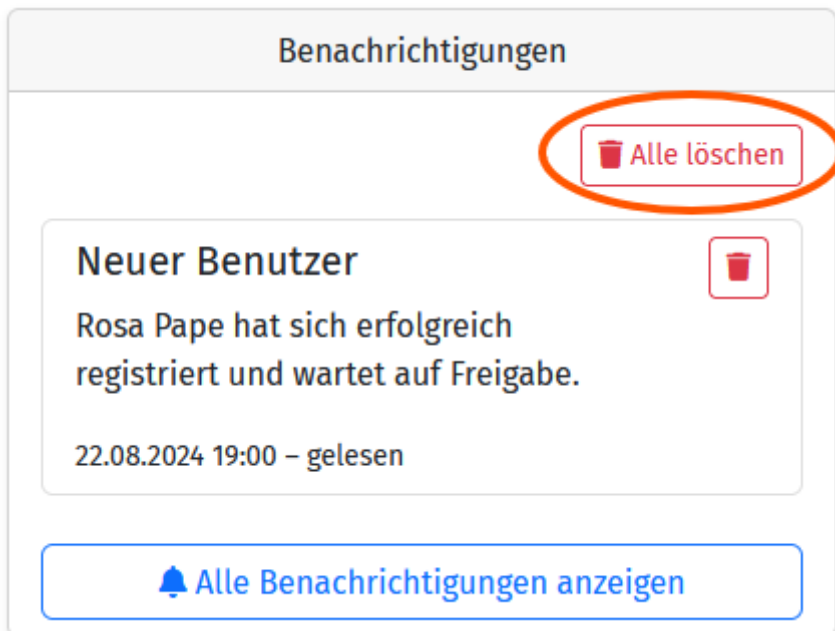 Benachrichtigungen
Alle löschen
Neuer Benutzer
Rosa Pape hat sich erfolgreich
registriert und wartet auf Freigabe.
22.08.2024 19:00 – gelesen
Alle Benachrichtigungen anzeigen